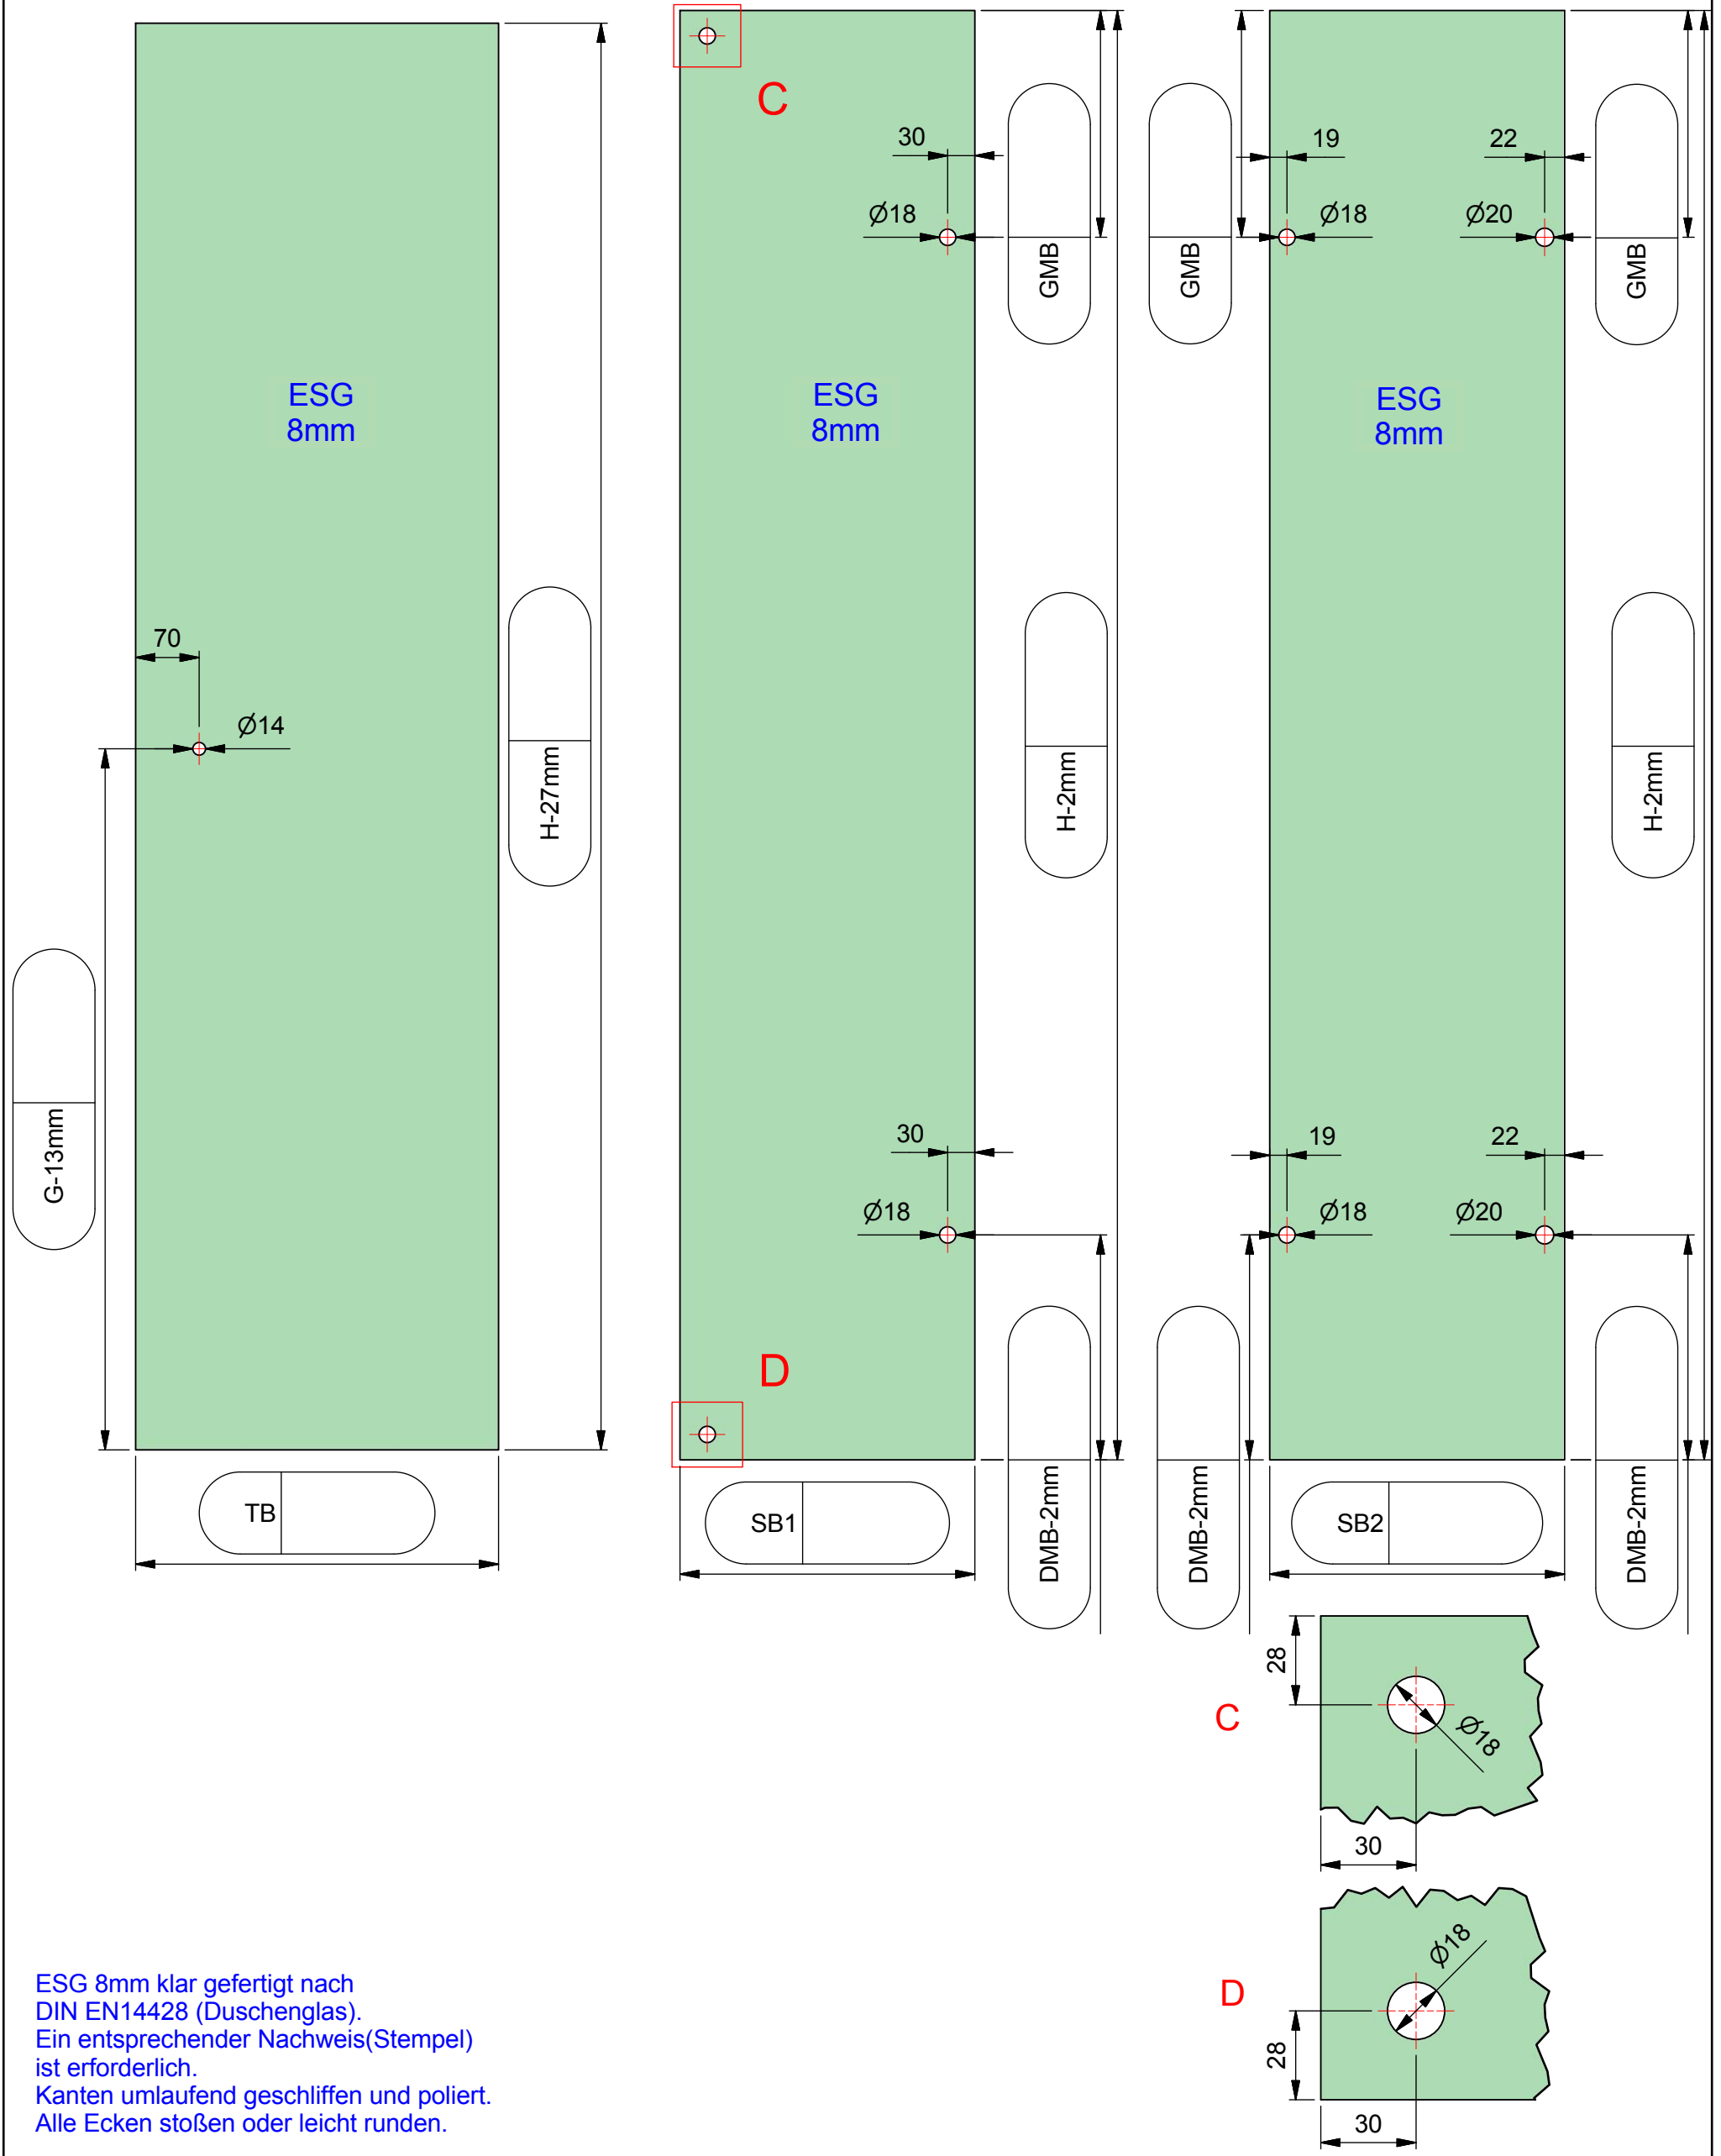 C
30
19
22
Ø18
Ø18
Ø20
GMB
GMB
GMB
ESG
8mm
ESG
8mm
ESG
8mm
70
Ø14
H-27mm
H-2mm
H-2mm
G-13mm
30
19
22
Ø18
Ø18
Ø20
D
TB
SB1
SB2
DMB-2mm
DMB-2mm
DMB-2mm
28
C
Ø18
30
Ø18
D
28
30
ESG 8mm klar gefertigt nach
DIN EN14428 (Duschenglas).
Ein entsprechender Nachweis(Stempel)
ist erforderlich.
Kanten umlaufend geschliffen und poliert.
Alle Ecken stoßen oder leicht runden.